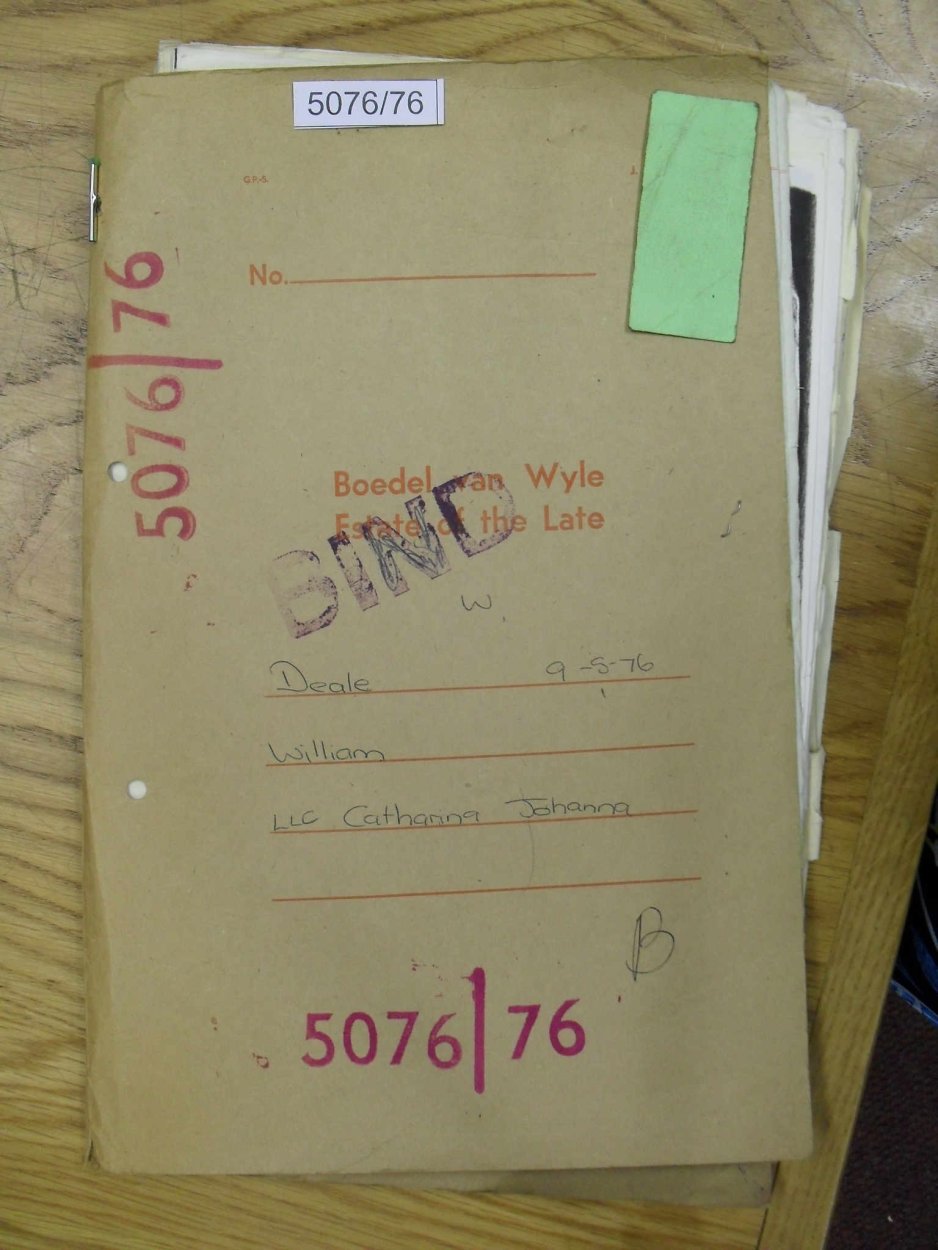 5076/76
G.P.-S.
J.
No.
5076/76
Boedel van Wyle
Estate of the Late
BIND
W
Deale 9-5-76
William
LLC Catharina Johanna
B
5076/76